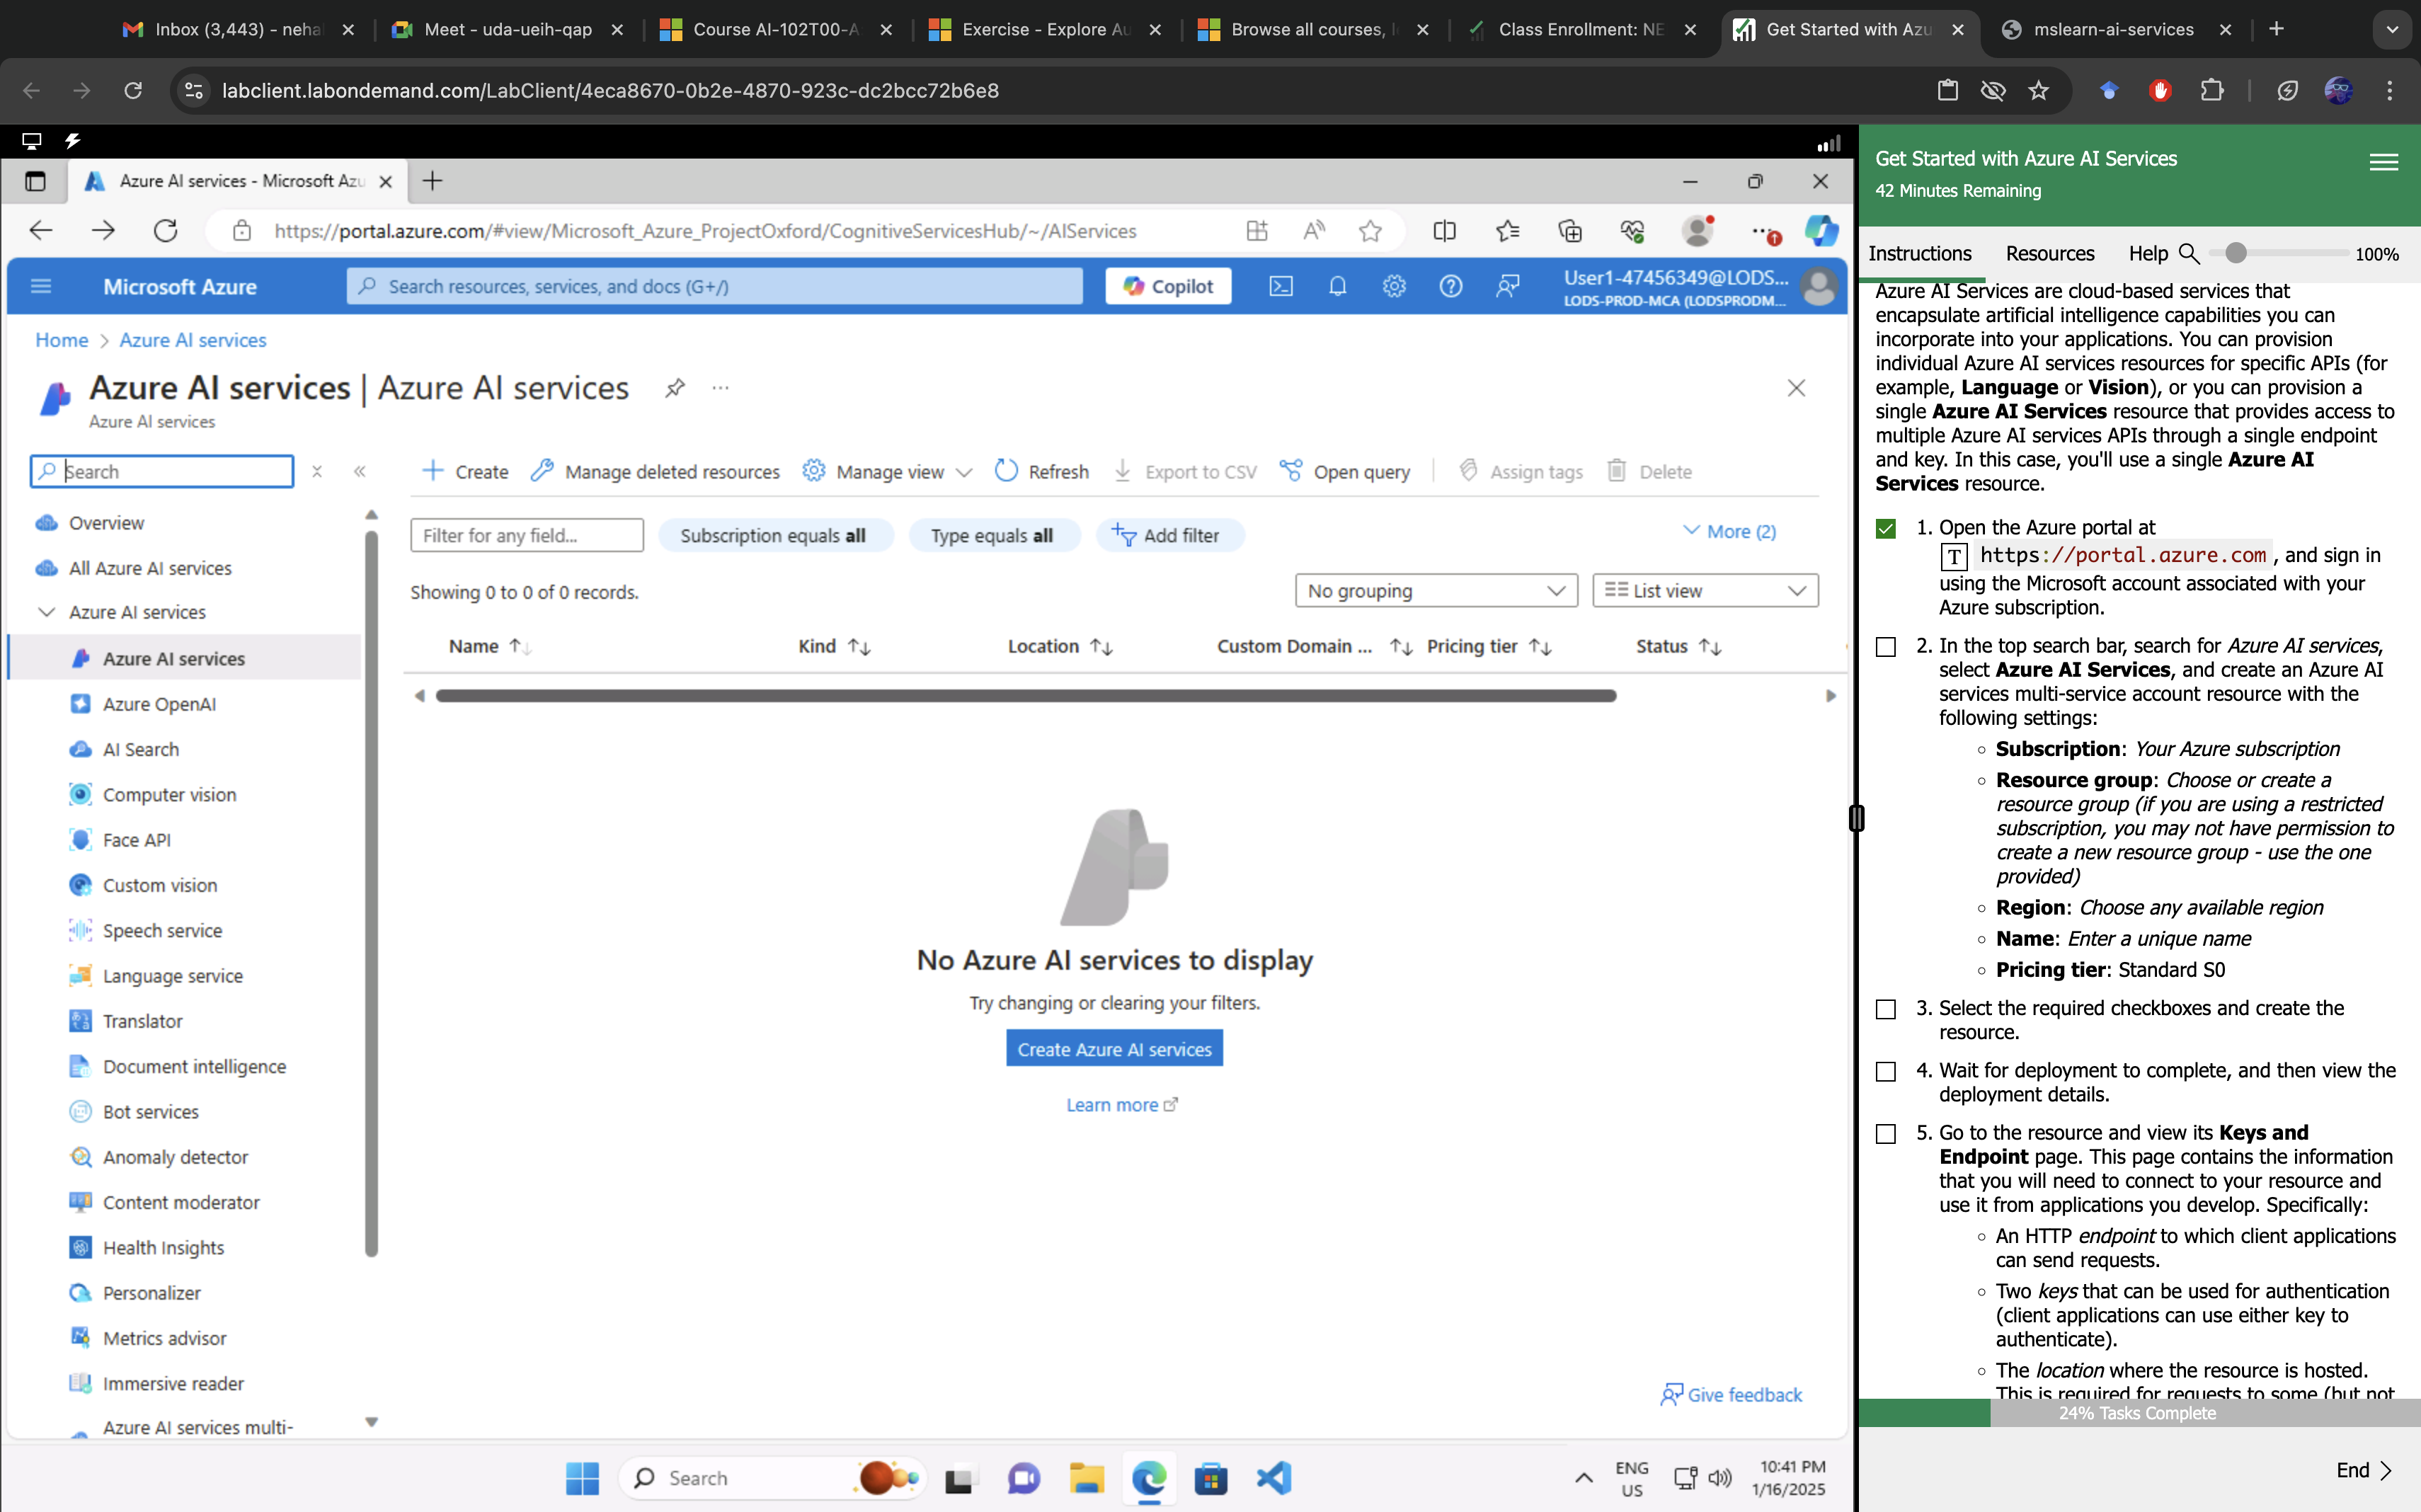 Inbox (3,443) - neha
Meet - uda-ueih-qap
Course AI-102T00-A
Exercise - Explore Au
Browse all courses, l
Class Enrollment: NE
Get Started with Azu
mslearn-ai-services
labclient.labondemand.com/LabClient/4eca8670-0b2e-4870-923c-dc2bcc72b6e8
Azure AI services - Microsoft Azu
https://portal.azure.com/#view/Microsoft_Azure_ProjectOxford/CognitiveServicesHub/~/AIServices
Microsoft Azure
Search resources, services, and docs (G+/)
Copilot
User1-47456349@LODS...
LODS-PROD-MCA (LODSPRODM...
Home > Azure AI services
Azure AI services | Azure AI services
Azure AI services
Search
Create
Manage deleted resources
Manage view
Refresh
Export to CSV
Open query
Assign tags
Delete
Overview
All Azure AI services
Azure AI services
Azure AI services
Azure OpenAI
AI Search
Computer vision
Face API
Custom vision
Speech service
Language service
Translator
Document intelligence
Bot services
Anomaly detector
Content moderator
Health Insights
Personalizer
Metrics advisor
Immersive reader
Azure AI services multi-
Filter for any field...
Subscription equals all
Type equals all
Add filter
More (2)
Showing 0 to 0 of 0 records.
No grouping
List view
Name
Kind
Location
Custom Domain ...
Pricing tier
Status
No Azure AI services to display
Try changing or clearing your filters.
Create Azure AI services
Learn more
Give feedback
Search
ENG
US
10:41 PM
1/16/2025
Get Started with Azure AI Services
42 Minutes Remaining
Instructions
Resources
Help
100%
Azure AI Services are cloud-based services that
encapsulate artificial intelligence capabilities you can
incorporate into your applications. You can provision
individual Azure AI services resources for specific APIs (for
example, Language or Vision), or you can provision a
single Azure AI Services resource that provides access to
multiple Azure AI services APIs through a single endpoint
and key. In this case, you'll use a single Azure AI
Services resource.
1. Open the Azure portal at
T https://portal.azure.com, and sign in
using the Microsoft account associated with your
Azure subscription.
2. In the top search bar, search for Azure AI services,
select Azure AI Services, and create an Azure AI
services multi-service account resource with the
following settings:
Subscription: Your Azure subscription
Resource group: Choose or create a
resource group (if you are using a restricted
subscription, you may not have permission to
create a new resource group - use the one
provided)
Region: Choose any available region
Name: Enter a unique name
Pricing tier: Standard S0
3. Select the required checkboxes and create the
resource.
4. Wait for deployment to complete, and then view the
deployment details.
5. Go to the resource and view its Keys and
Endpoint page. This page contains the information
that you will need to connect to your resource and
use it from applications you develop. Specifically:
An HTTP endpoint to which client applications
can send requests.
Two keys that can be used for authentication
(client applications can use either key to
authenticate).
The location where the resource is hosted.
This is required for requests to some (but not
24% Tasks Complete
End